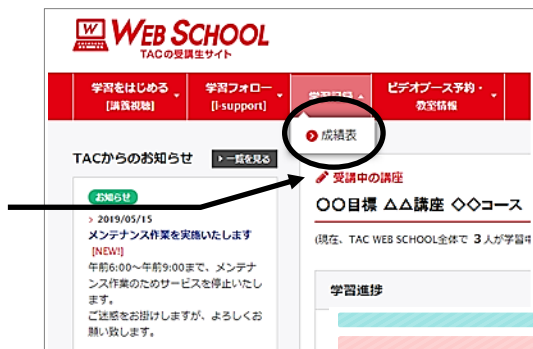 W WEB SCHOOL
TACの受講生サイト
学習をはじめる
[講義視聴]
学習フォロー
[i-support]
ビデオブース予約・
教室情報
成績表
TACからのお知らせ
一覧を見る
お知らせ
> 2019/05/15
メンテナンス作業を実施いたします
[NEW!]
午前6:00～午前9:00まで、メンテナ
ンス作業のためサービスを停止いたし
ます。
ご迷惑をお掛けしますが、よろしくお
願い致します。
受講中の講座
〇〇目標 △△講座 ◇◇コース
(現在、TAC WEB SCHOOL全体で 3 人が学習中
学習進捗